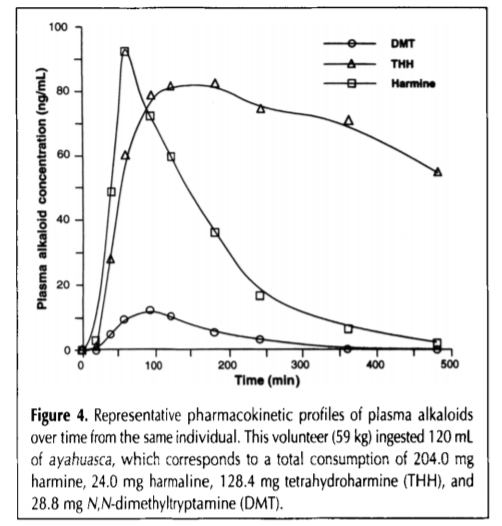 100
80
60
40
20
0
Plasma alkaloid concentration (ng/mL)
DMT
THH
Harmine
0
100
200
300
400
500
Time (min)
Figure 4. Representative pharmacokinetic profiles of plasma alkaloids
over time from the same individual. This volunteer (59 kg) ingested 120 mL
of ayahuasca, which corresponds to a total consumption of 204.0 mg
harmine, 24.0 mg harmaline, 128.4 mg tetrahydroharmine (THH), and
28.8 mg N,N-dimethyltryptamine (DMT).